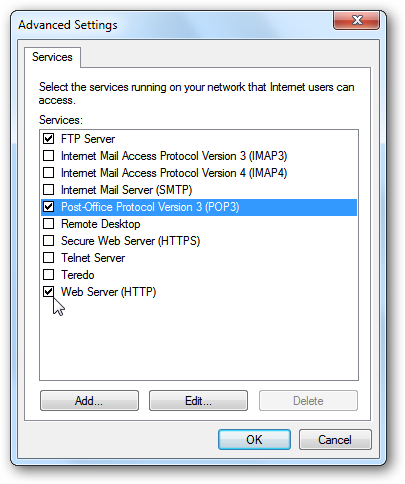 Advanced Settings
Services
Select the services running on your network that Internet users can
access.
Services:
FTP Server
Internet Mail Access Protocol Version 3 (IMAP3)
Internet Mail Access Protocol Version 4 (IMAP4)
Internet Mail Server (SMTP)
Post-Office Protocol Version 3 (POP3)
Remote Desktop
Secure Web Server (HTTPS)
Telnet Server
Teredo
Web Server (HTTP)
Add... Edit... Delete
OK Cancel